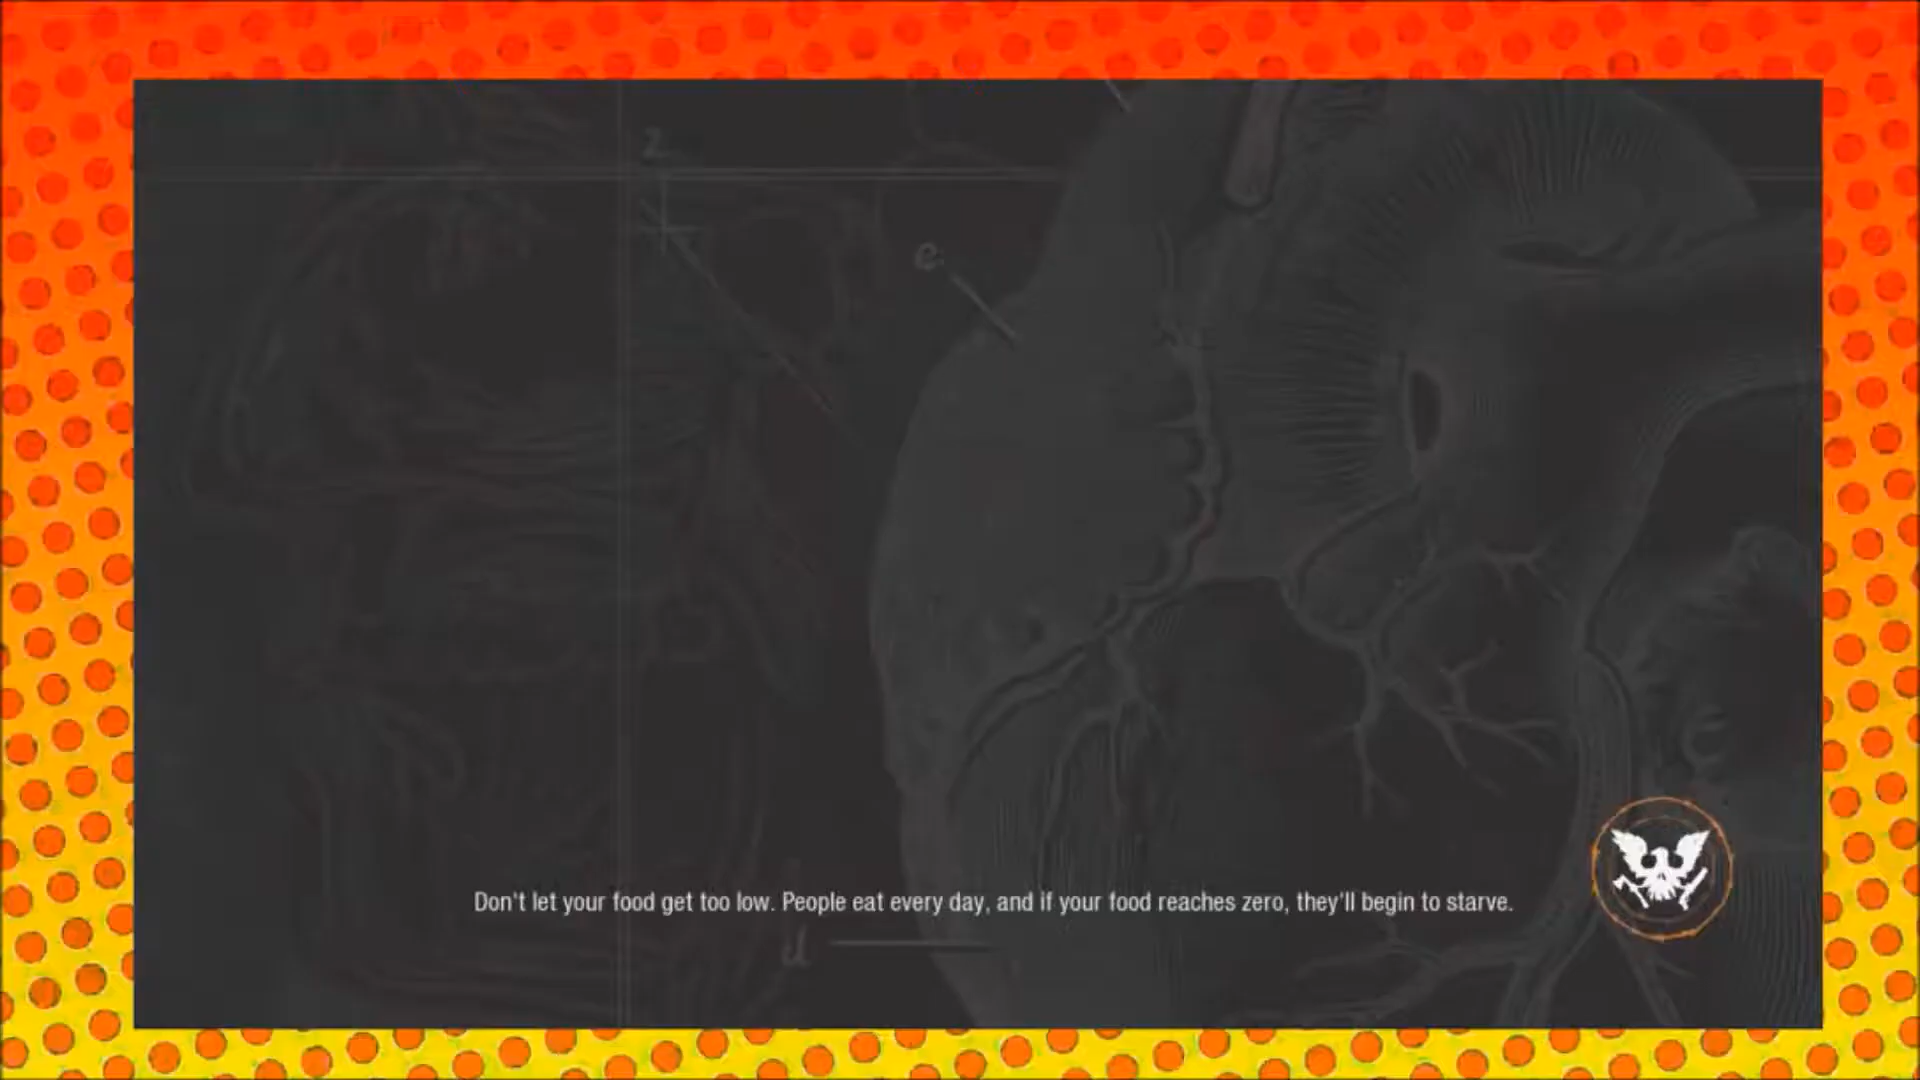 z
e
Don't let your food get too low. People eat every day, and if your food reaches zero, they'll begin to starve.
d